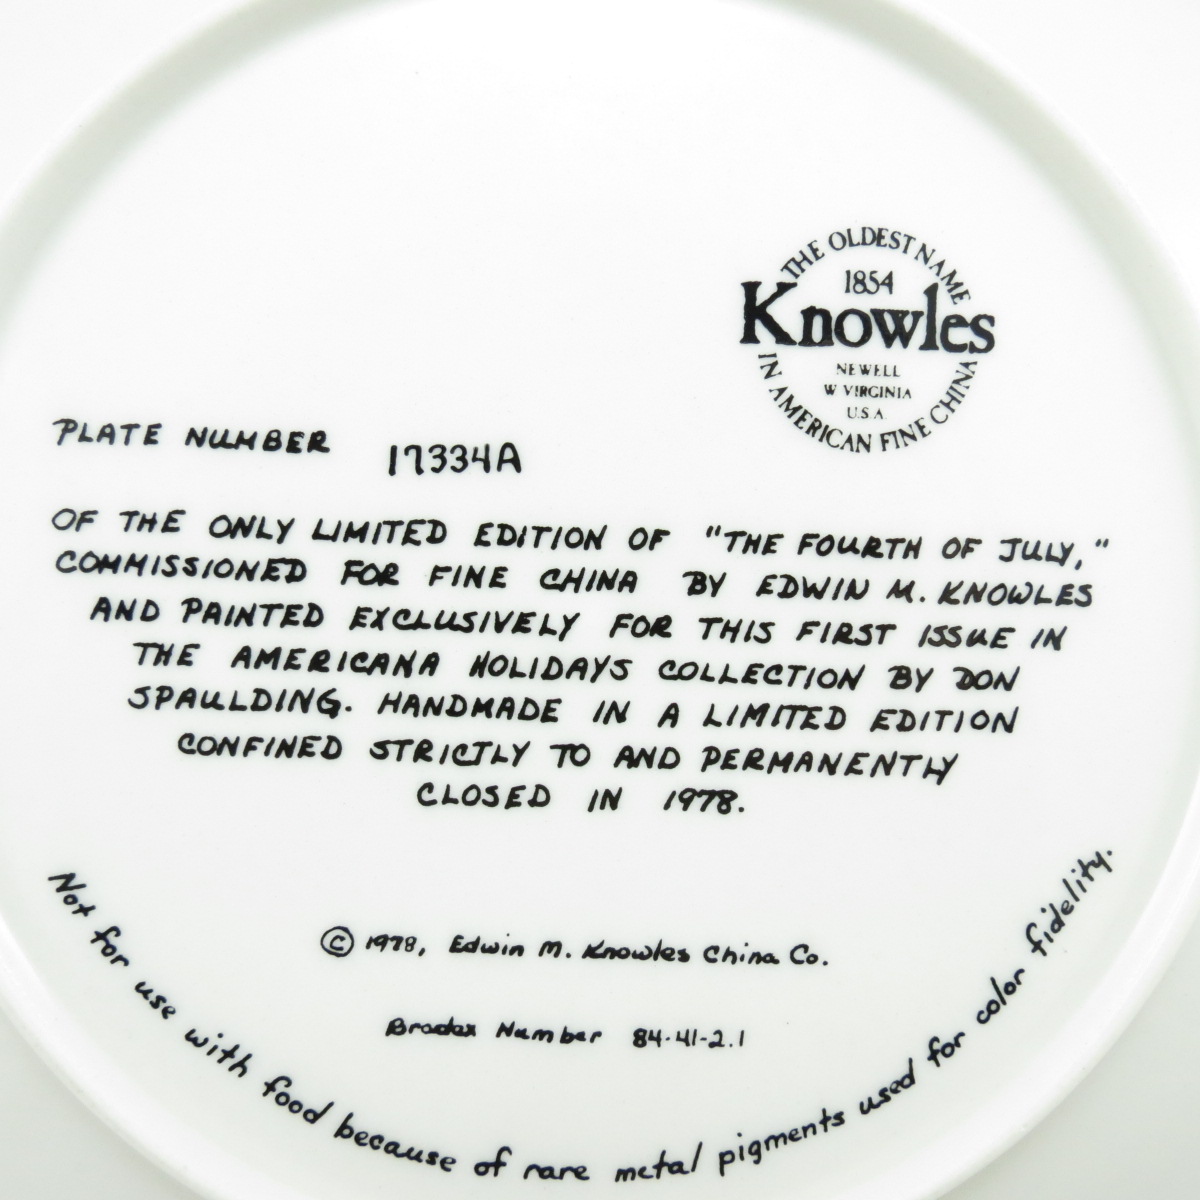 THE OLDEST NAME
1854
Knowles
NEWELL
W VIRGINIA
U.S.A
IN AMERICAN FINE CHINA
PLATE NUMBER 17334A
OF THE ONLY LIMITED EDITION OF "THE FOURTH OF JULY,"
COMMISSIONED FOR FINE CHINA BY EDWIN M. KNOWLES
AND PAINTED EXCLUSIVELY FOR THIS FIRST ISSUE IN
THE AMERICANA HOLIDAYS COLLECTION BY DON
SPAULDING. HANDMADE IN A LIMITED EDITION
CONFINED STRICTLY TO AND PERMANENTLY
CLOSED IN 1978.
© 1978, Edwin M. Knowles China Co.
Bradex Number 84-41-2.1
Not for use with food because of rare metal pigments used for color fidelity.